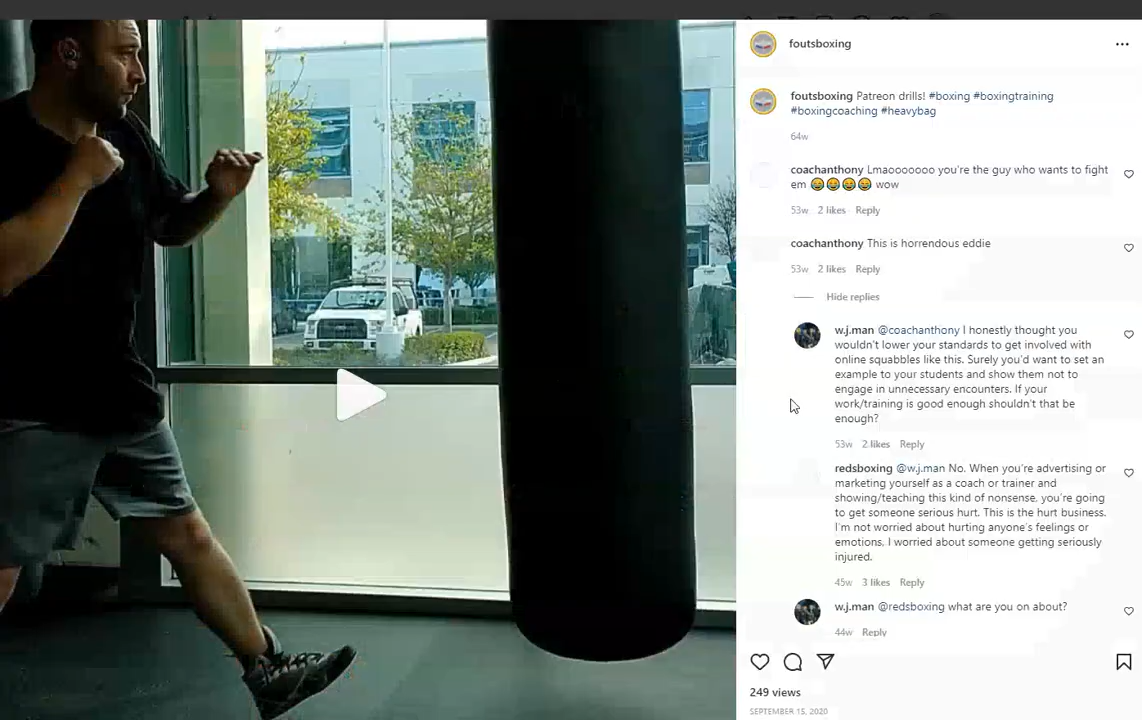 foutsboxing
foutsboxing Patreon drills! #boxing #boxingtraining
#boxingcoaching #heavybag
64w
coachanthony Lmaooooooo you're the guy who wants to fight
em 😂😂😂😂 wow
53w 2 likes Reply
coachanthony This is horrendous eddie
53w 2 likes Reply
Hide replies
w.j.man @coachanthony I honestly thought you
wouldn't lower your standards to get involved with
online squabbles like this. Surely you'd want to set an
example to your students and show them not to
engage in unnecessary encounters. If your
work/training is good enough shouldn't that be
enough?
53w 2 likes Reply
redsboxing @w.j.man No. When you're advertising or
marketing yourself as a coach or trainer and
showing/teaching this kind of nonsense, you're going
to get someone serious hurt. This is the hurt business.
I'm not worried about hurting anyone's feelings or
emotions. I worried about someone getting seriously
injured.
45w 3 likes Reply
w.j.man @redsboxing what are you on about?
44w Reply
249 views
SEPTEMBER 15, 2020